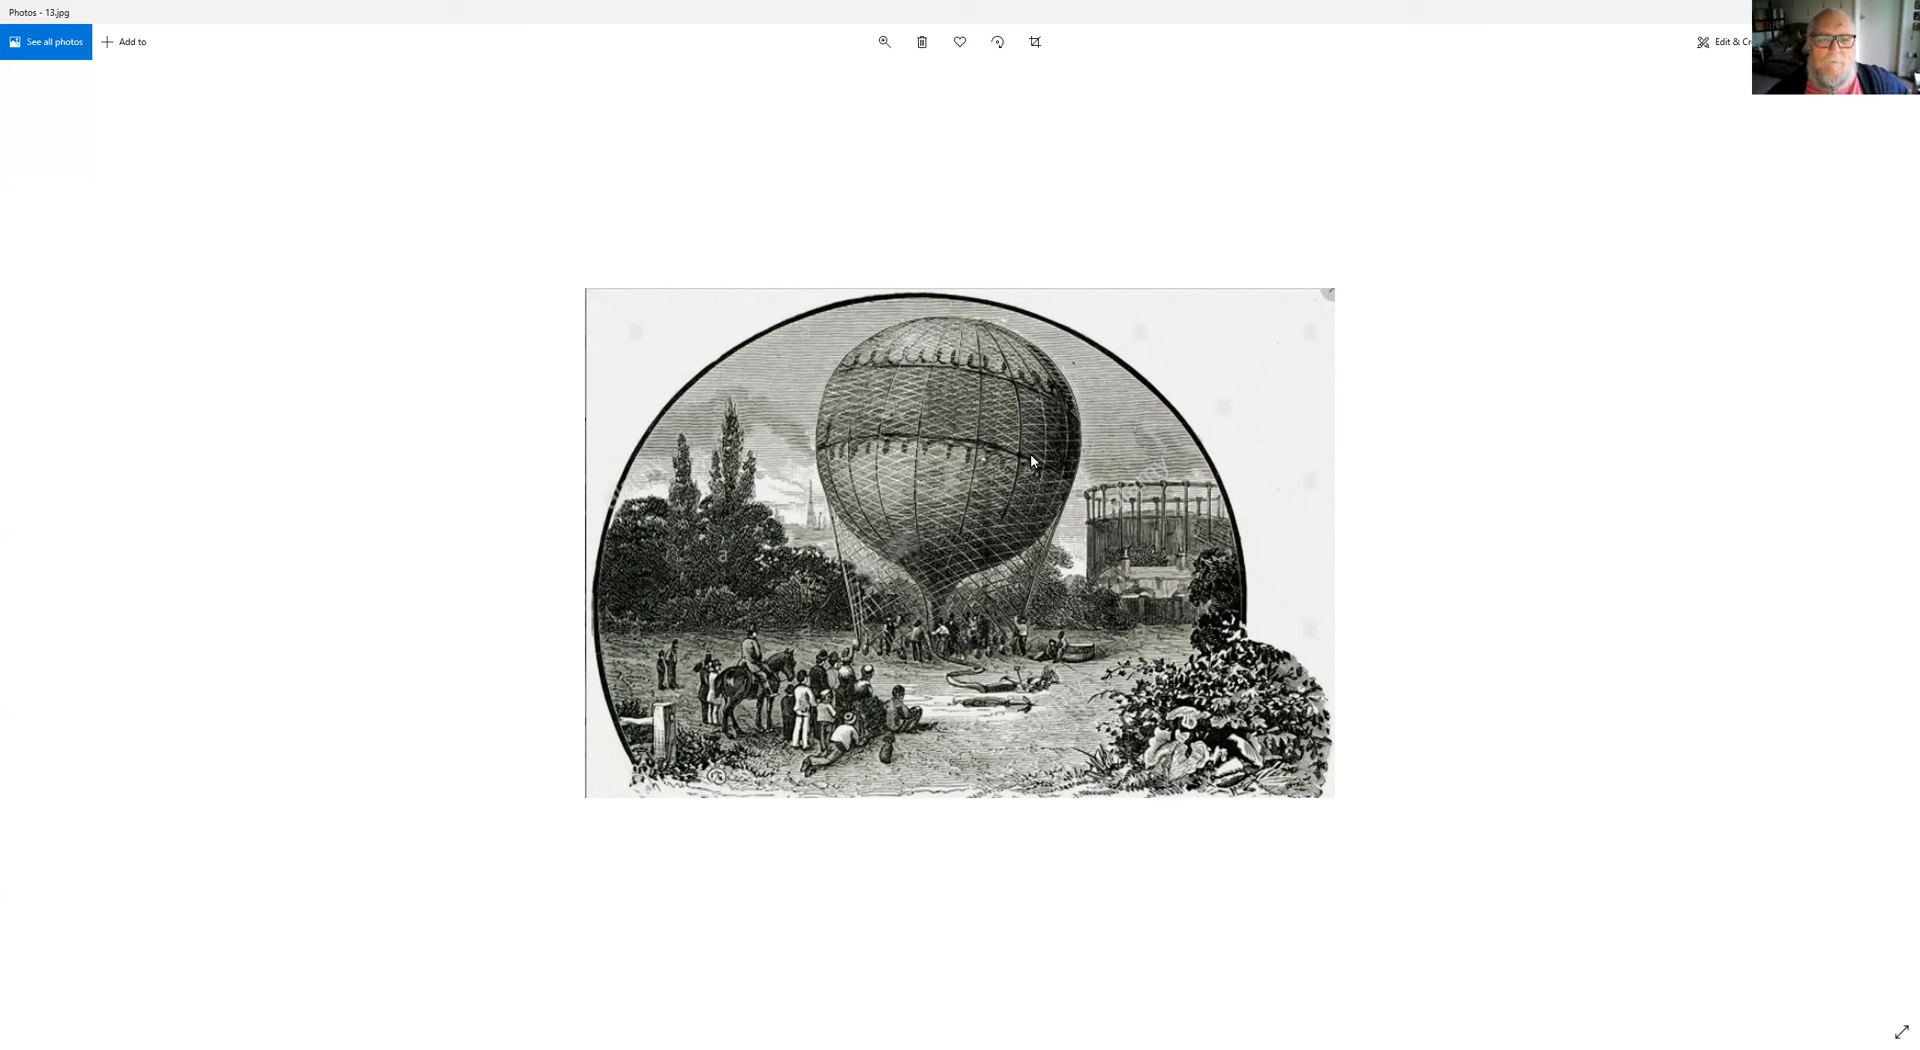 Photos - 13.jpg
See all photos
Add to
Edit & Cr
a